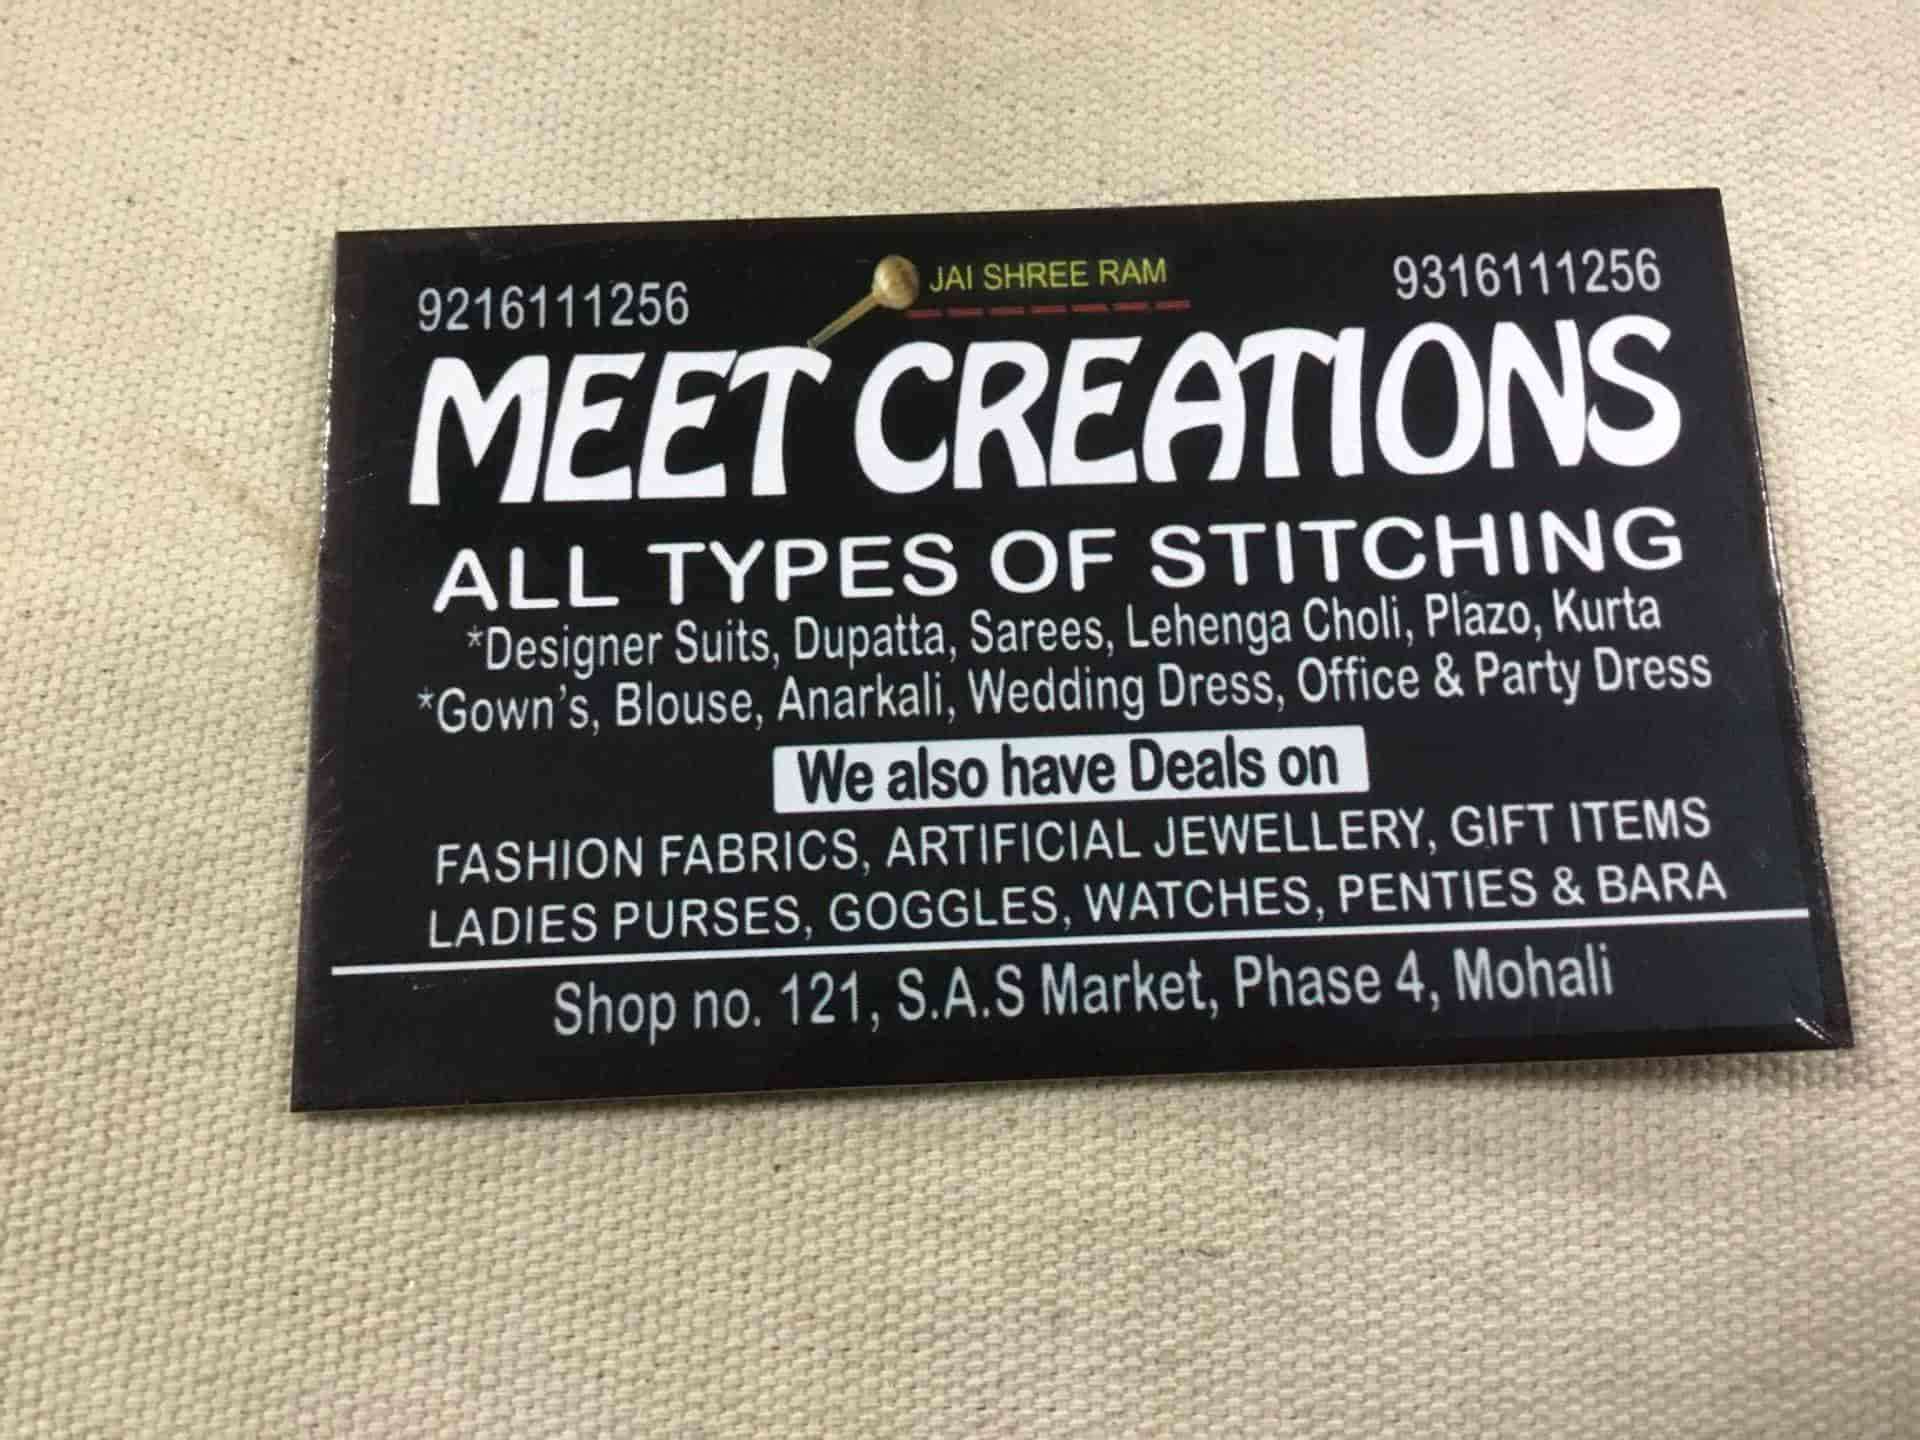 9216111256 JAI SHREE RAM 9316111256
MEET CREATIONS
ALL TYPES OF STITCHING
*Designer Suits, Dupatta, Sarees, Lehenga Choli, Plazo, Kurta
*Gown's, Blouse, Anarkali, Wedding Dress, Office & Party Dress
We also have Deals on
FASHION FABRICS, ARTIFICIAL JEWELLERY, GIFT ITEMS
LADIES PURSES, GOGGLES, WATCHES, PENTIES & BARA
Shop no. 121, S.A.S Market, Phase 4, Mohali